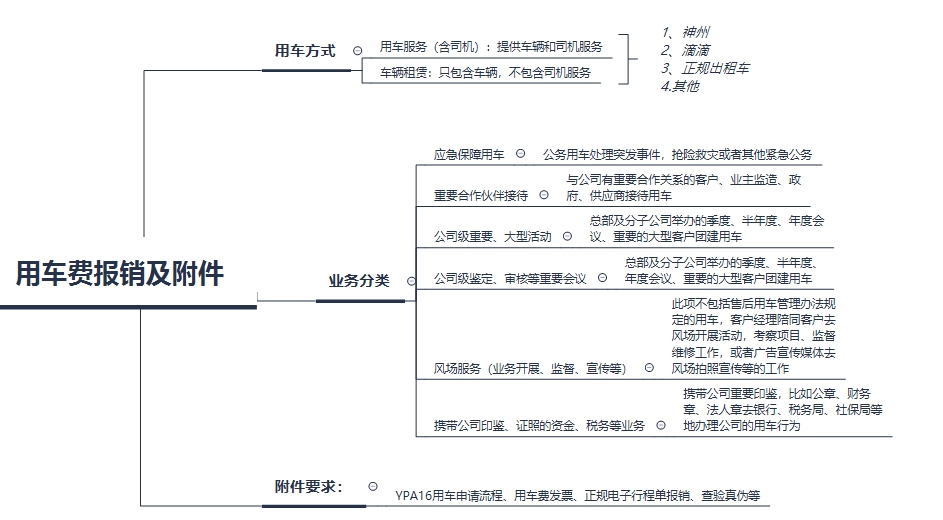 用车费报销及附件
用车方式
用车服务（含司机）：提供车辆和司机服务
车辆租赁：只包含车辆，不包含司机服务
1、神州
2、滴滴
3、正规出租车
4.其他
业务分类
应急保障用车
公务用车处理突发事件，抢险救灾或者其他紧急公务
重要合作伙伴接待
与公司有重要合作关系的客户、业主监造、政
府、供应商接待用车
公司级重要、大型活动
总部及分子公司举办的季度、半年度、年度会
议、重要的大型客户团建用车
公司级鉴定、审核等重要会议
总部及分子公司举办的季度、半年度、
年度会议、重要的大型客户团建用车
风场服务（业务开展、监督、宣传等）
此项不包括售后用车管理办法规
定的用车，客户经理陪同客户去
风场开展活动，考察项目、监督
维修工作，或者广告宣传媒体去
风场拍照宣传等的工作
携带公司印鉴、证照的资金、税务等业务
携带公司重要印鉴，比如公章、财务
章、法人章去银行、税务局、社保局等
地办理公司的用车行为
附件要求：
YPA16用车申请流程、用车费发票、正规电子行程单报销、查验真伪等